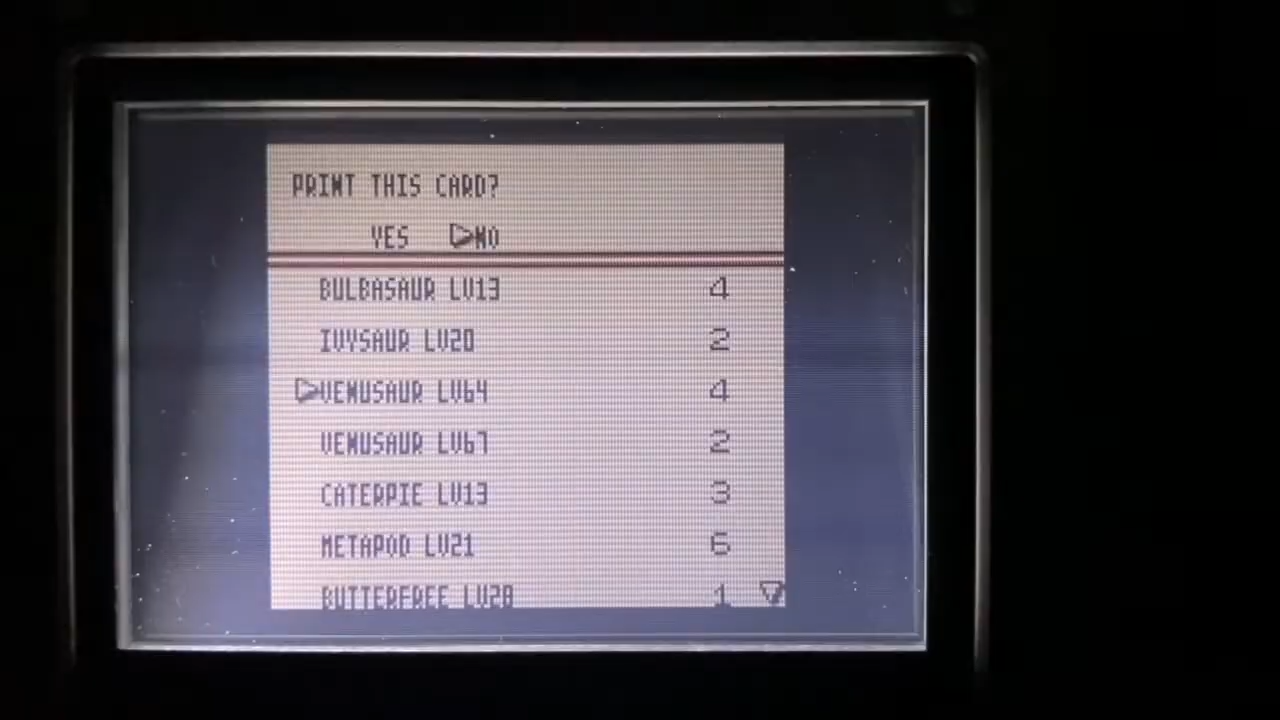 PRINT THIS CARD?
YES ▷NO
BULBASAUR LV13 4
IVYSAUR LV20 2
▷VENUSAUR LV64 4
VENUSAUR LV67 2
CATERPIE LV13 3
METAPOD LV21 6
BUTTERFREE LV28 1 ▽